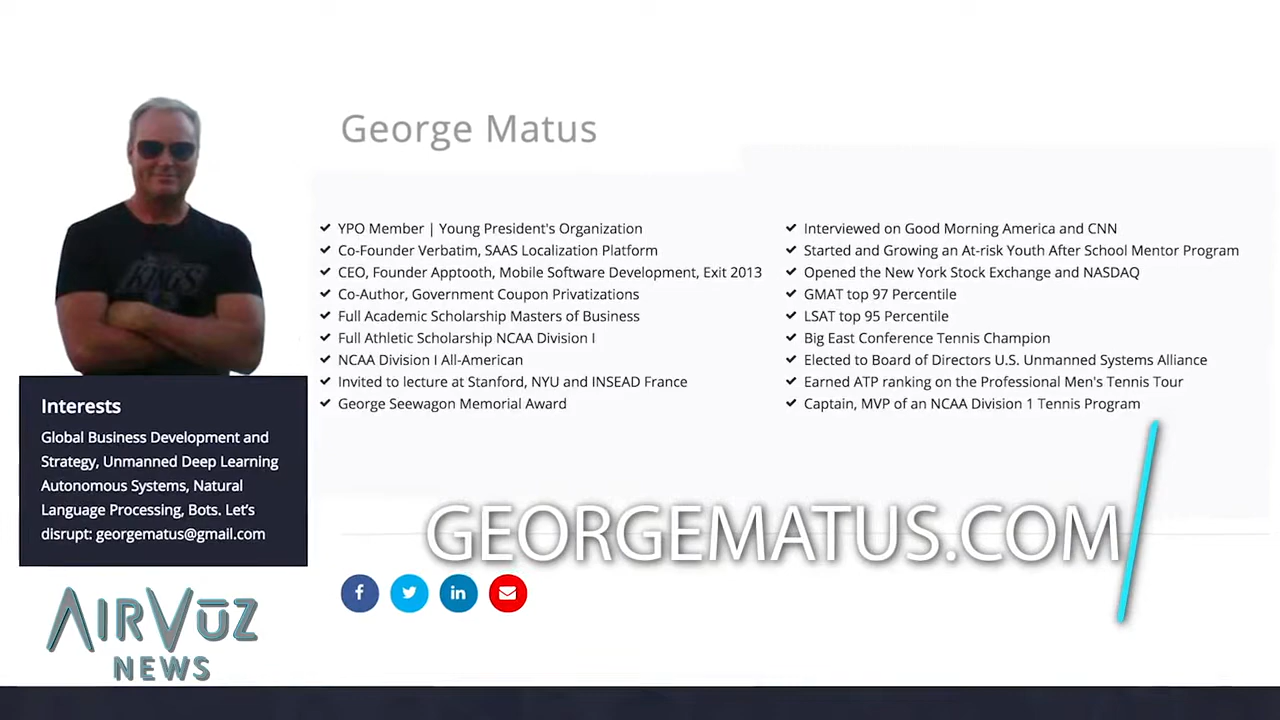 George Matus
YPO Member | Young President's Organization
Co-Founder Verbatim, SAAS Localization Platform
CEO, Founder Apptooth, Mobile Software Development, Exit 2013
Co-Author, Government Coupon Privatizations
Full Academic Scholarship Masters of Business
Full Athletic Scholarship NCAA Division I
NCAA Division I All-American
Invited to lecture at Stanford, NYU and INSEAD France
George Seewagon Memorial Award
Interviewed on Good Morning America and CNN
Started and Growing an At-risk Youth After School Mentor Program
Opened the New York Stock Exchange and NASDAQ
GMAT top 97 Percentile
LSAT top 95 Percentile
Big East Conference Tennis Champion
Elected to Board of Directors U.S. Unmanned Systems Alliance
Earned ATP ranking on the Professional Men's Tennis Tour
Captain, MVP of an NCAA Division 1 Tennis Program
KINGS
Interests
Global Business Development and
Strategy, Unmanned Deep Learning
Autonomous Systems, Natural
Language Processing, Bots. Let's
disrupt: georgematus@gmail.com
GEORGEMATUS.COM
f
in
AIRVŪZ
NEWS